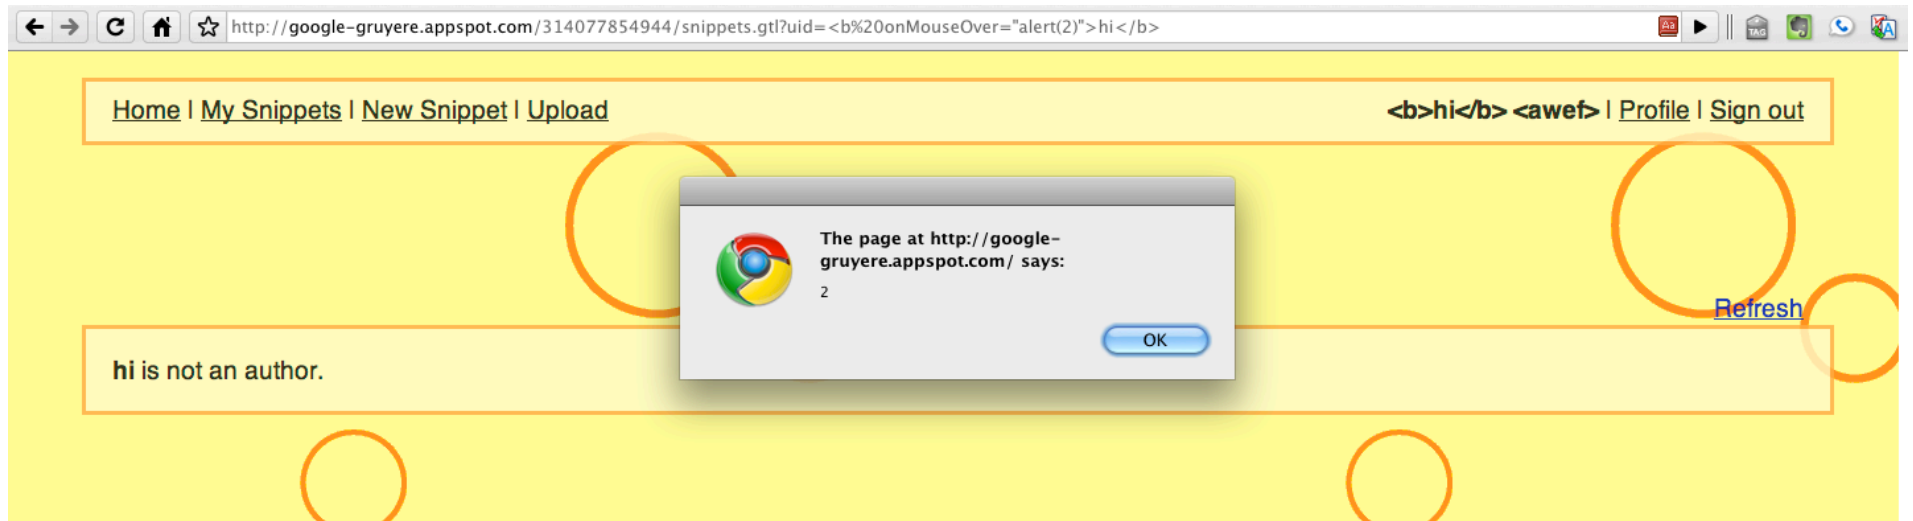 http://google-gruyere.appspot.com/314077854944/snippets.gtl?uid=<b%20onMouseOver="alert(2)">hi</b>
Aa
TAG
A
Home | My Snippets | New Snippet | Upload
<b>hi</b> <awef> | Profile | Sign out
The page at http://google-
gruyere.appspot.com/ says:
2
OK
Refresh
hi is not an author.